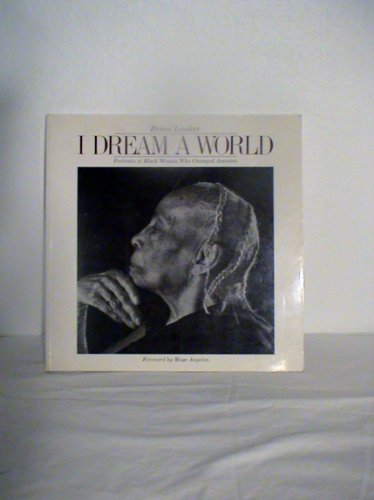 Brian Lanker
I DREAM A WORLD
Portraits of Black Women Who Changed America
Foreword by Maya Angelou